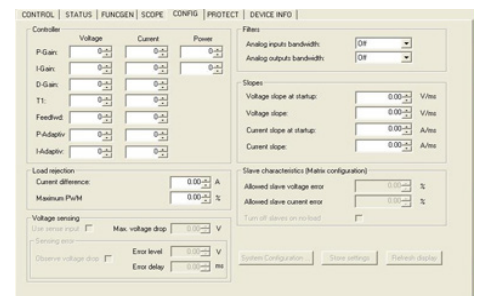 CONTROL | STATUS | FUNCGEN | SCOPE | CONFIG | PROTECT | DEVICE INFO
Controller
Voltage Current Power
P-Gain: 0 0 0
I-Gain: 0 0 0
D-Gain: 0 0
T1: 0 0
Feedfwd: 0 0
P-Adaptiv 0 0
I-Adaptiv: 0 0
Load rejection
Current difference: 0.00 A
Maximum PWM 0.00 %
Voltage sensing
Use sense input Max. voltage drop 0.00 V
Sensing error
Observe voltage drop Error level 0.00 V
Error delay 0.00 ms
Filters
Analog inputs bandwidth: Off
Analog outputs bandwidth: Off
Slopes
Voltage slope at startup: 0.00 V/ms
Voltage slope: 0.00 V/ms
Current slope at startup: 0.00 A/ms
Current slope: 0.00 A/ms
Slave characteristics (Matrix configuration)
Allowed slave voltage error 0.00 %
Allowed slave current error 0.00 %
Turn off slaves on no load
System Configuration ... Store settings Refresh display